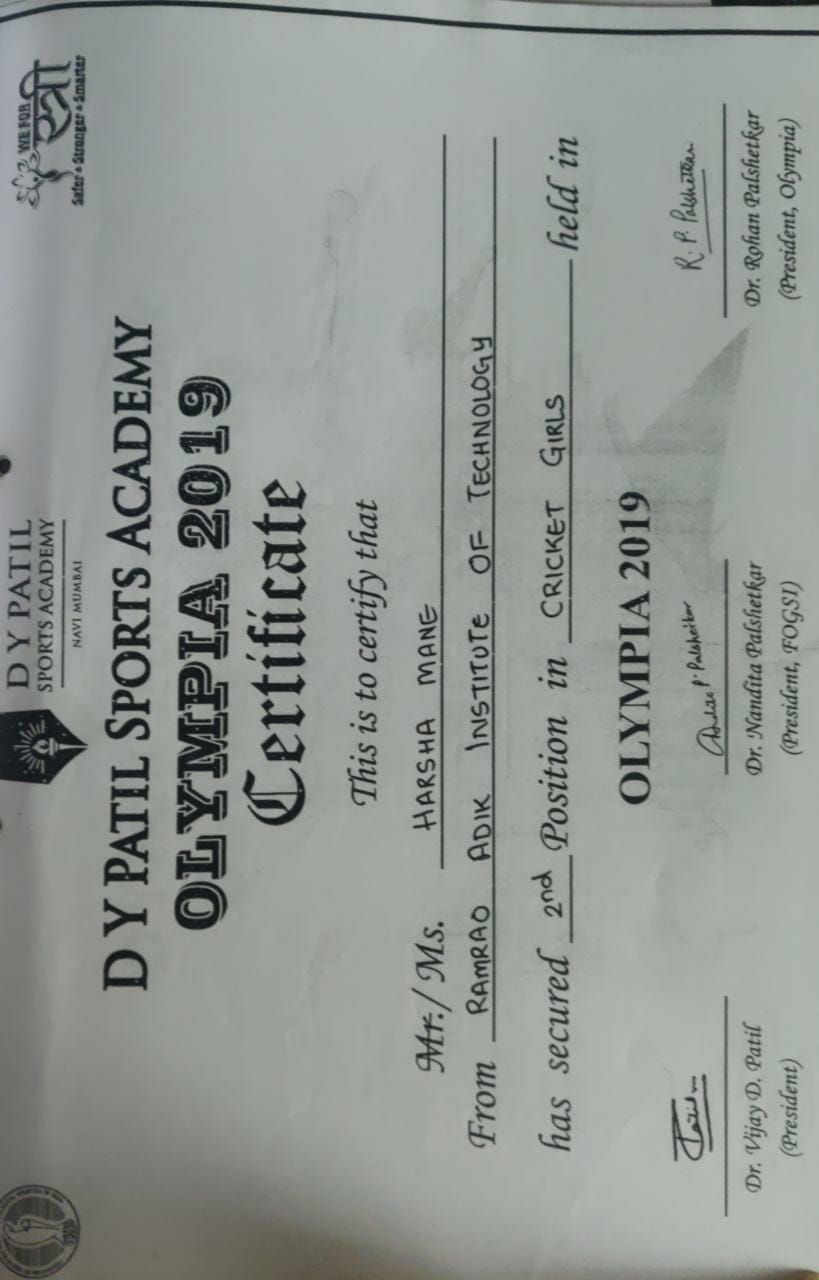 WE FOR
स्त्री
Safer • Stronger • Smarter
D Y PATIL
SPORTS ACADEMY
NAVI MUMBAI
D Y PATIL SPORTS ACADEMY
OLYMPIA 2019
Certificate
This is to certify that
Mr./ Ms. HARSHA MANE
From RAMRAO ADIK INSTITUTE OF TECHNOLOGY
has secured 2nd Position in CRICKET GIRLS held in
OLYMPIA 2019
R. P. Palshetkar
Dr. Vijay D. Patil
(President)
Dr. Nandita Palshetkar
(President, FOGSI)
Dr. Rohan Palshetkar
(President, Olympia)